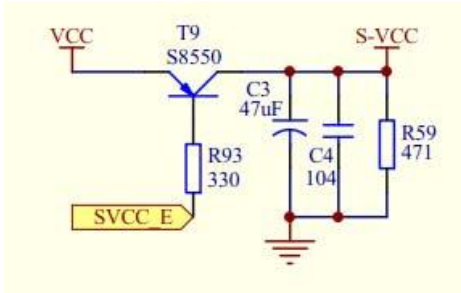 VCC
T9
S8550
S-VCC
C3
47uF
R59
471
C4
104
R93
330
SVCC_E